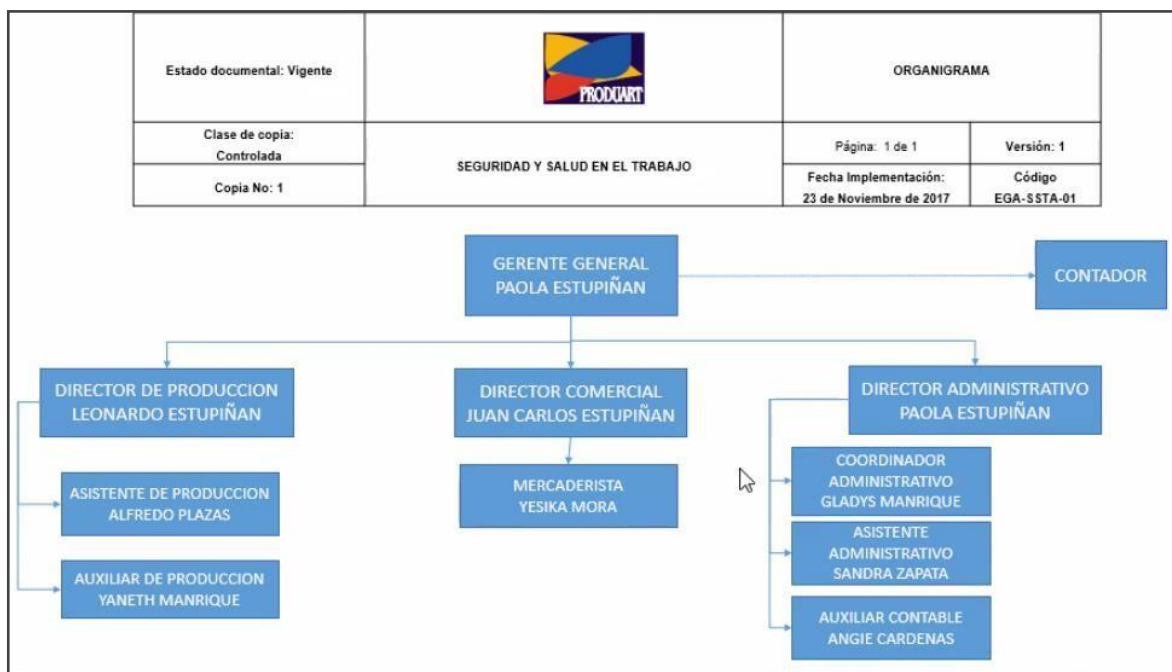 Estado documental: Vigente
PRODUART
ORGANIGRAMA
Clase de copia:
Controlada
SEGURIDAD Y SALUD EN EL TRABAJO
Página: 1 de 1
Versión: 1
Copia No: 1
Fecha Implementación:
23 de Noviembre de 2017
Código
EGA-SSTA-01
GERENTE GENERAL
PAOLA ESTUPIÑAN
CONTADOR
DIRECTOR DE PRODUCCION
LEONARDO ESTUPIÑAN
DIRECTOR COMERCIAL
JUAN CARLOS ESTUPIÑAN
DIRECTOR ADMINISTRATIVO
PAOLA ESTUPIÑAN
ASISTENTE DE PRODUCCION
ALFREDO PLAZAS
MERCADERISTA
YESIKA MORA
COORDINADOR
ADMINISTRATIVO
GLADYS MANRIQUE
ASISTENTE
ADMINISTRATIVO
SANDRA ZAPATA
AUXILIAR DE PRODUCCION
YANETH MANRIQUE
AUXILIAR CONTABLE
ANGIE CARDENAS